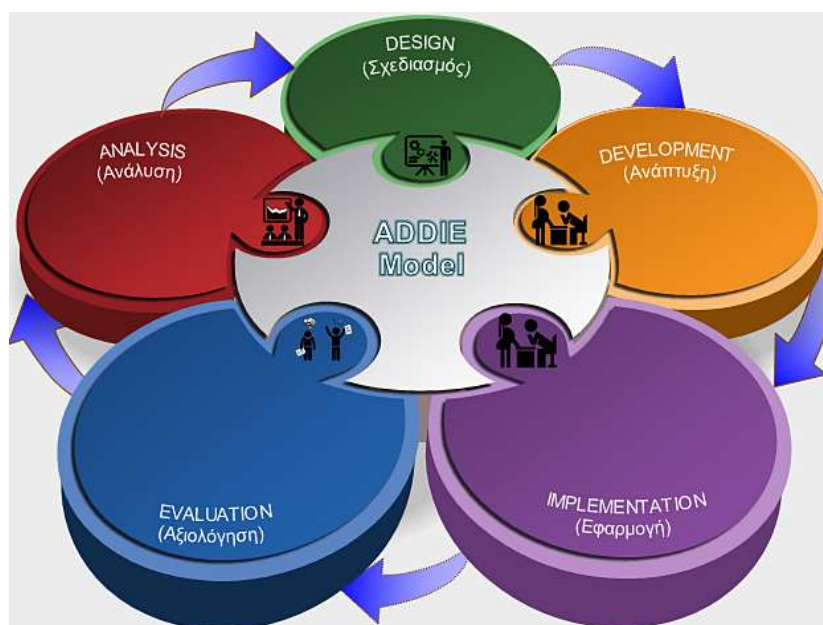 DESIGN
(Σχεδιασμός)
ANALYSIS
(Ανάλυση)
DEVELOPMENT
(Ανάπτυξη)
ADDIE
Model
EVALUATION
(Αξιολόγηση)
IMPLEMENTATION
(Εφαρμογή)